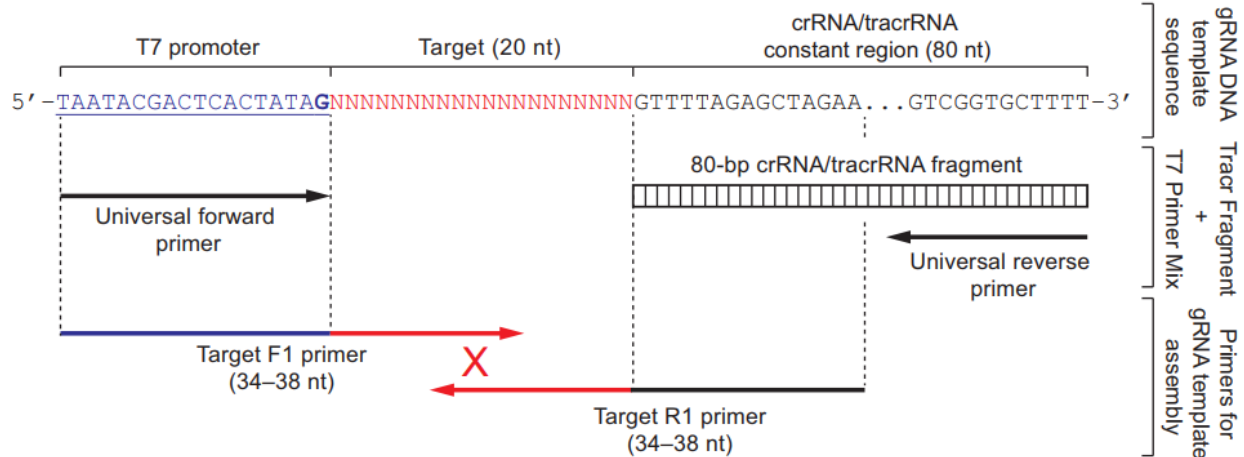 T7 promoter
Target (20 nt)
crRNA/tracrRNA
constant region (80 nt)
5’-TAATACGACTCACTATAGNNNNNNNNNNNNNNNNNNNNGTTTTAGAGCTAGAA...GTCGGTGCTTTT-3’
gRNA DNA
template
sequence
Universal forward
primer
80-bp crRNA/tracrRNA fragment
Universal reverse
primer
Tracr Fragment
+
T7 Primer Mix
Target F1 primer
(34–38 nt)
X
Target R1 primer
(34–38 nt)
Primers for
gRNA template
assembly